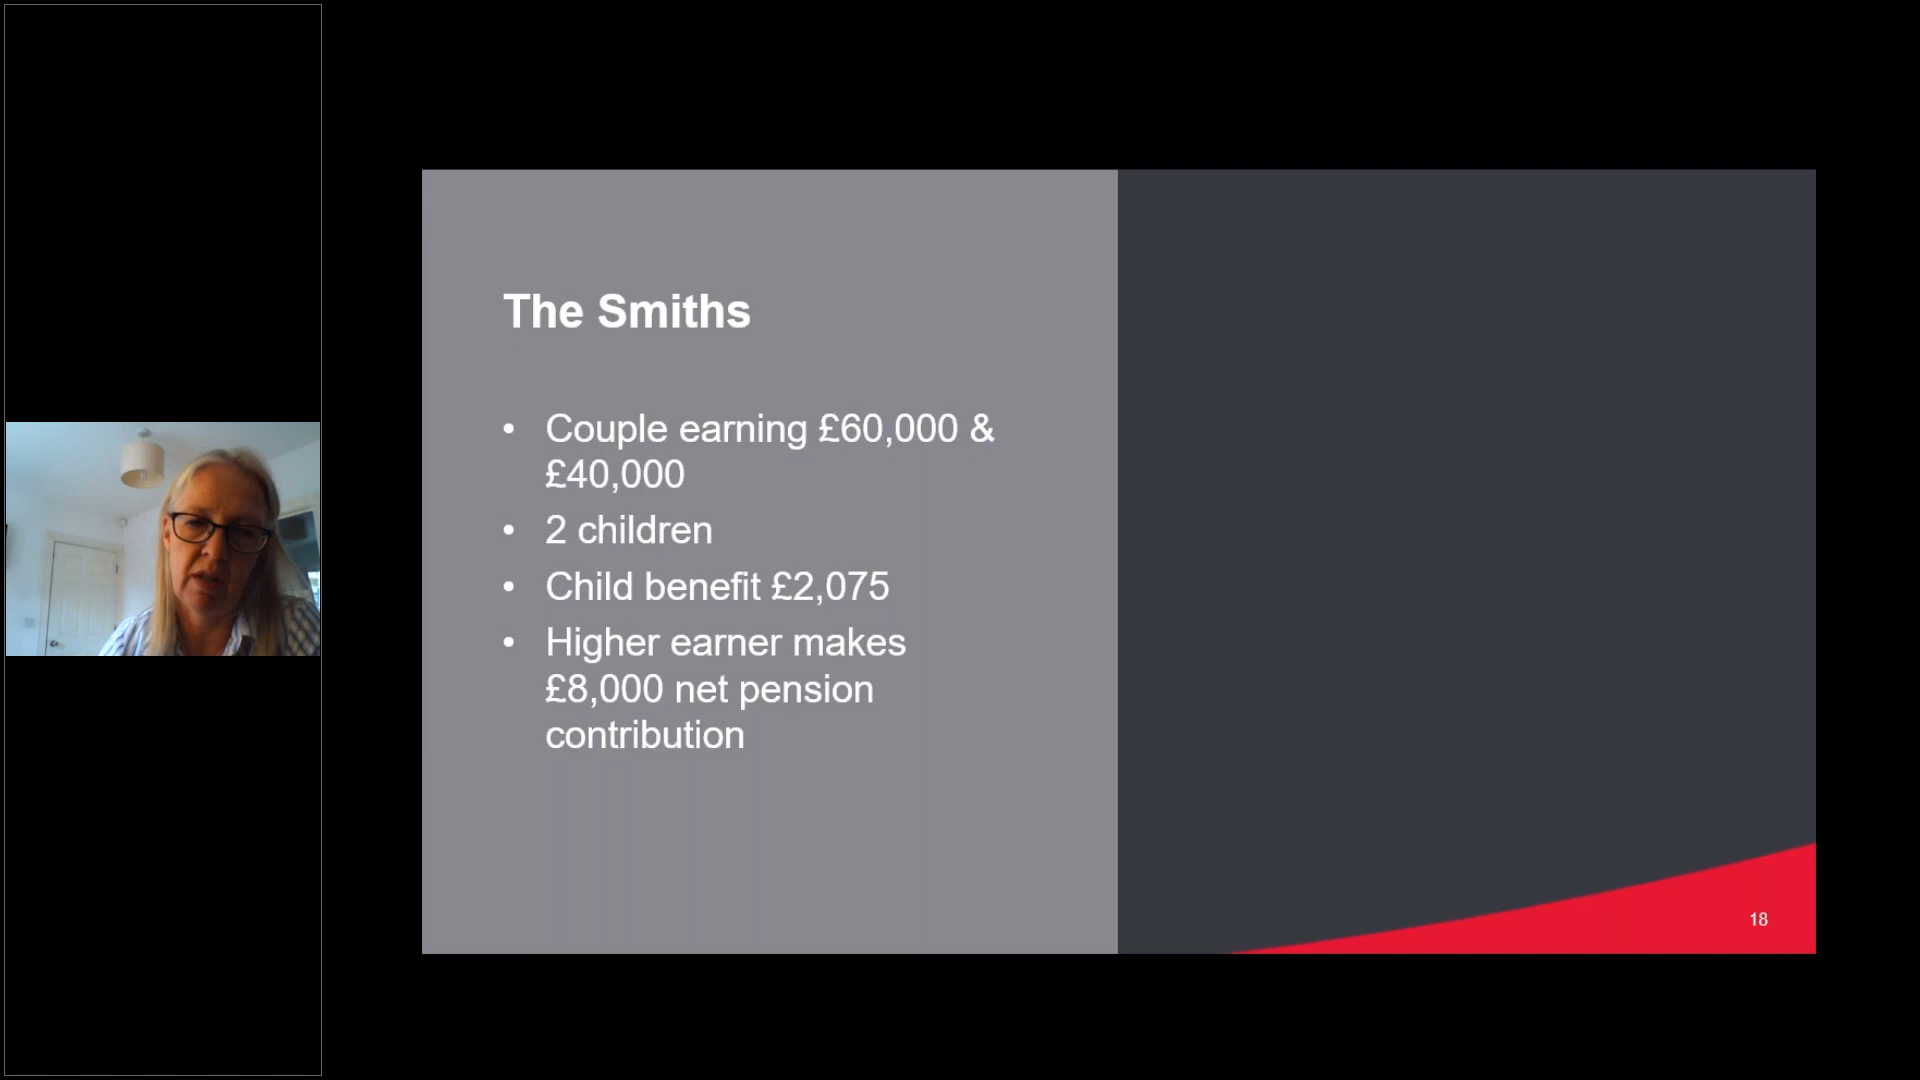 The Smiths
• Couple earning £60,000 &
£40,000
• 2 children
• Child benefit £2,075
• Higher earner makes
£8,000 net pension
contribution
18